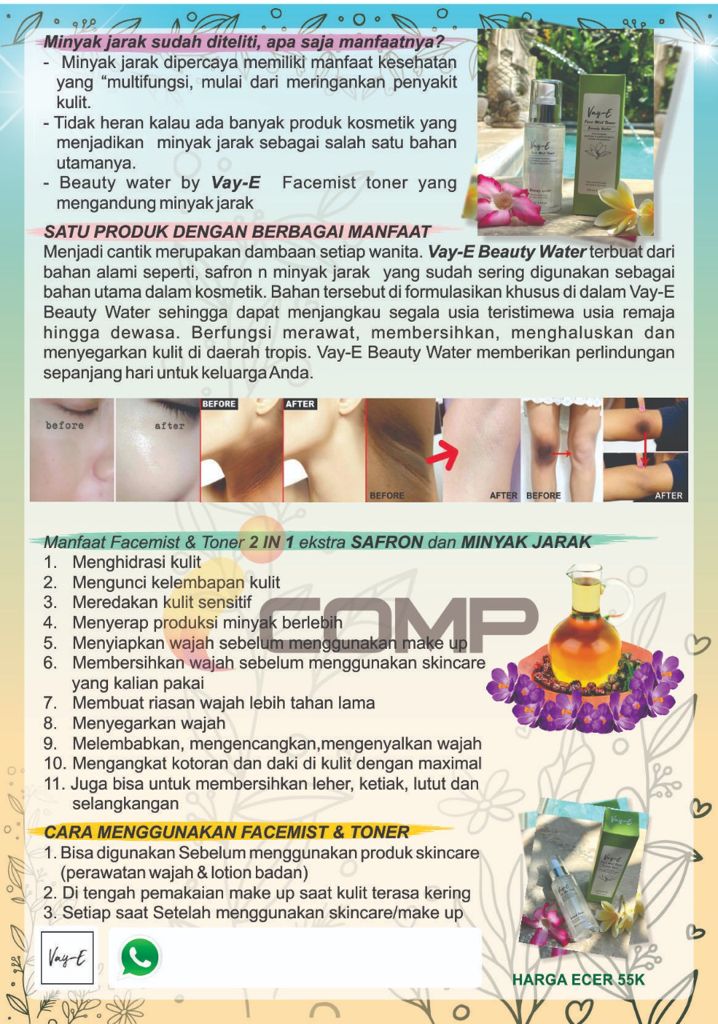 Minyak jarak sudah diteliti, apa saja manfaatnya?
- Minyak jarak dipercaya memiliki manfaat kesehatan
yang “multifungsi, mulai dari meringankan penyakit
kulit.
- Tidak heran kalau ada banyak produk kosmetik yang
menjadikan minyak jarak sebagai salah satu bahan
utamanya.
- Beauty water by Vay-E Facemist toner yang
mengandung minyak jarak
Vay-E
Vay-E
Face Mist Toner
Beauty Water
SATU PRODUK DENGAN BERBAGAI MANFAAT
Menjadi cantik merupakan dambaan setiap wanita. Vay-E Beauty Water terbuat dari
bahan alami seperti, safron n minyak jarak yang sudah sering digunakan sebagai
bahan utama dalam kosmetik. Bahan tersebut di formulasikan khusus di dalam Vay-E
Beauty Water sehingga dapat menjangkau segala usia teristimewa usia remaja
hingga dewasa. Berfungsi merawat, membersihkan, menghaluskan dan
menyegarkan kulit di daerah tropis. Vay-E Beauty Water memberikan perlindungan
sepanjang hari untuk keluarga Anda.
before after
BEFORE AFTER
BEFORE AFTER
BEFORE AFTER
Manfaat Facemist & Toner 2 IN 1 ekstra SAFRON dan MINYAK JARAK
1. Menghidrasi kulit
2. Mengunci kelembapan kulit
3. Meredakan kulit sensitif
4. Menyerap produksi minyak berlebih
5. Menyiapkan wajah sebelum menggunakan make up
6. Membersihkan wajah sebelum menggunakan skincare
yang kalian pakai
7. Membuat riasan wajah lebih tahan lama
8. Menyegarkan wajah
9. Melembabkan, mengencangkan,mengenyalkan wajah
10. Mengangkat kotoran dan daki di kulit dengan maximal
11. Juga bisa untuk membersihkan leher, ketiak, lutut dan
selangkangan
COMP
CARA MENGGUNAKAN FACEMIST & TONER
1. Bisa digunakan Sebelum menggunakan produk skincare
(perawatan wajah & lotion badan)
2. Di tengah pemakaian make up saat kulit terasa kering
3. Setiap saat Setelah menggunakan skincare/make up
Vay-E
Vay-E
Vay-E
HARGA ECER 55K